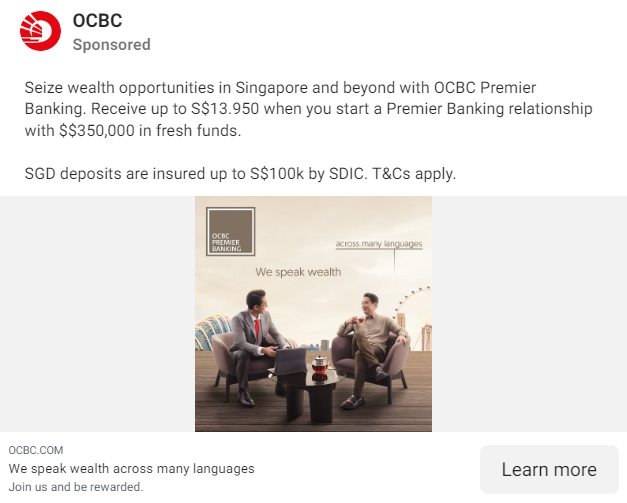 OCBC
Sponsored
Seize wealth opportunities in Singapore and beyond with OCBC Premier
Banking. Receive up to S$13.950 when you start a Premier Banking relationship
with $$350,000 in fresh funds.
SGD deposits are insured up to S$100k by SDIC. T&Cs apply.
OCBC
PREMIER
BANKING
across many languages
We speak wealth
OCBC.COM
We speak wealth across many languages
Join us and be rewarded.
Learn more